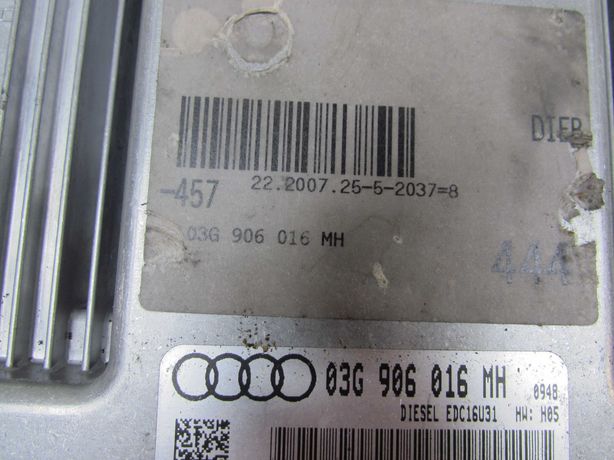 DIEB
-457
22.2007.25-5-2037=8
03G 906 016 MH
444
03G 906 016 MH 0948
DIESEL EDC16U31 HW: H05